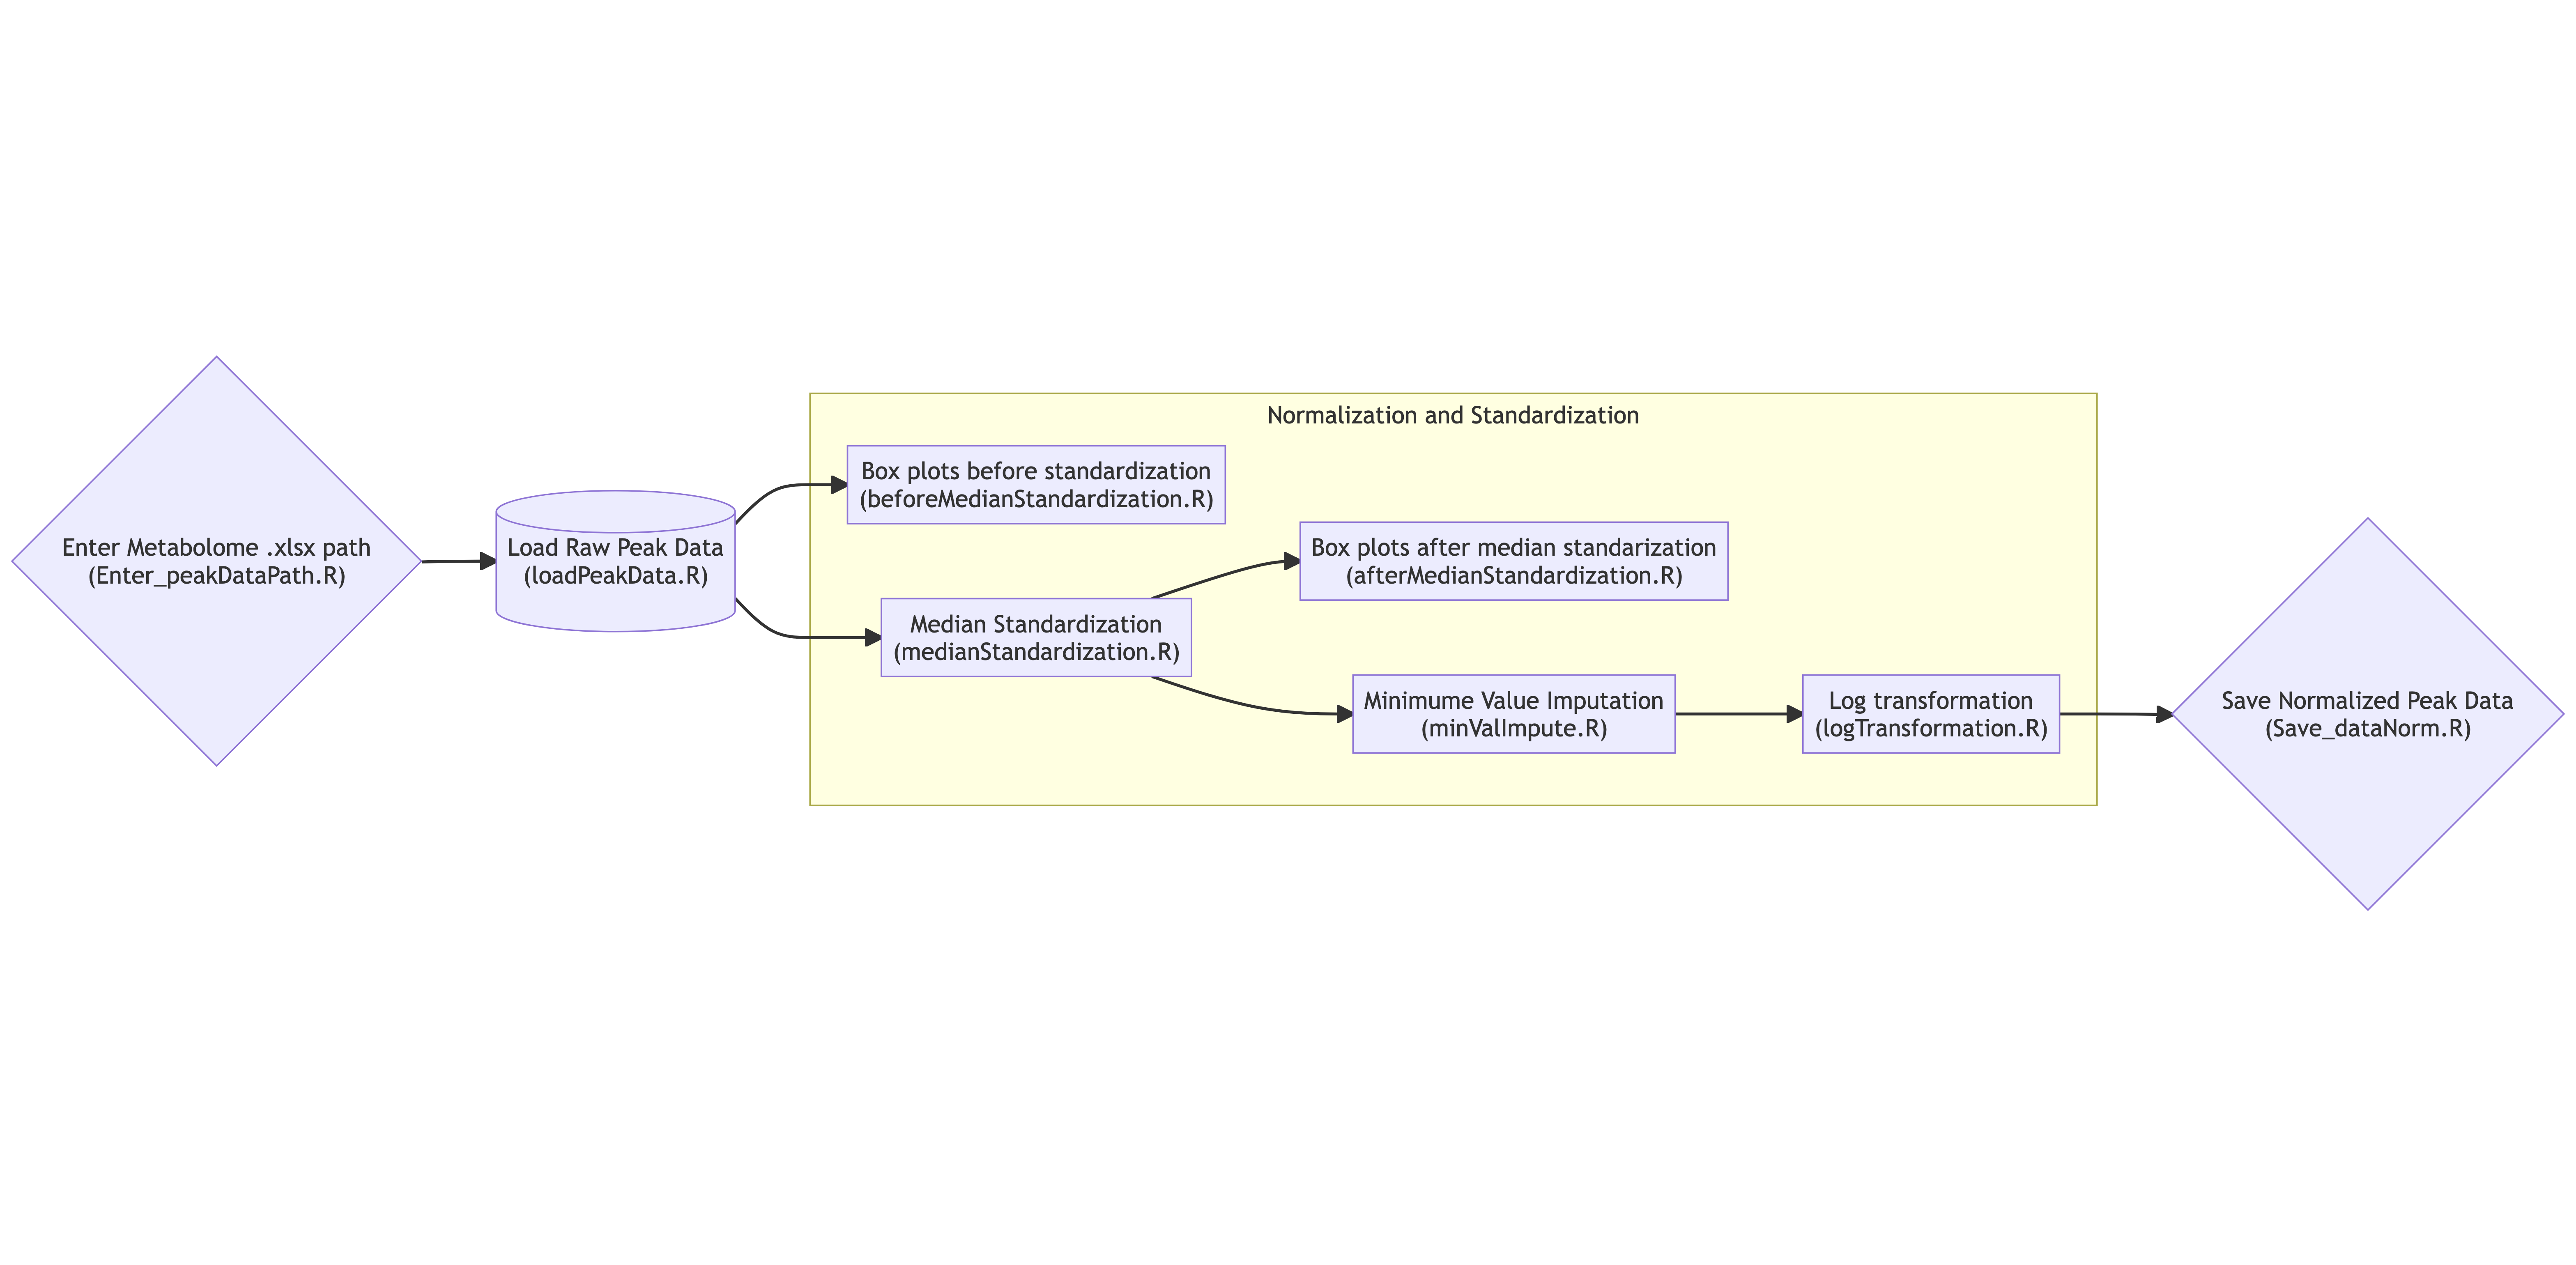 Enter Metabolome .xlsx path
(Enter_peakDataPath.R)
Load Raw Peak Data
(loadPeakData.R)
Normalization and Standardization
Box plots before standardization
(beforeMedianStandardization.R)
Median Standardization
(medianStandardization.R)
Box plots after median standarization
(afterMedianStandardization.R)
Minimume Value Imputation
(minValImpute.R)
Log transformation
(logTransformation.R)
Save Normalized Peak Data
(Save_dataNorm.R)